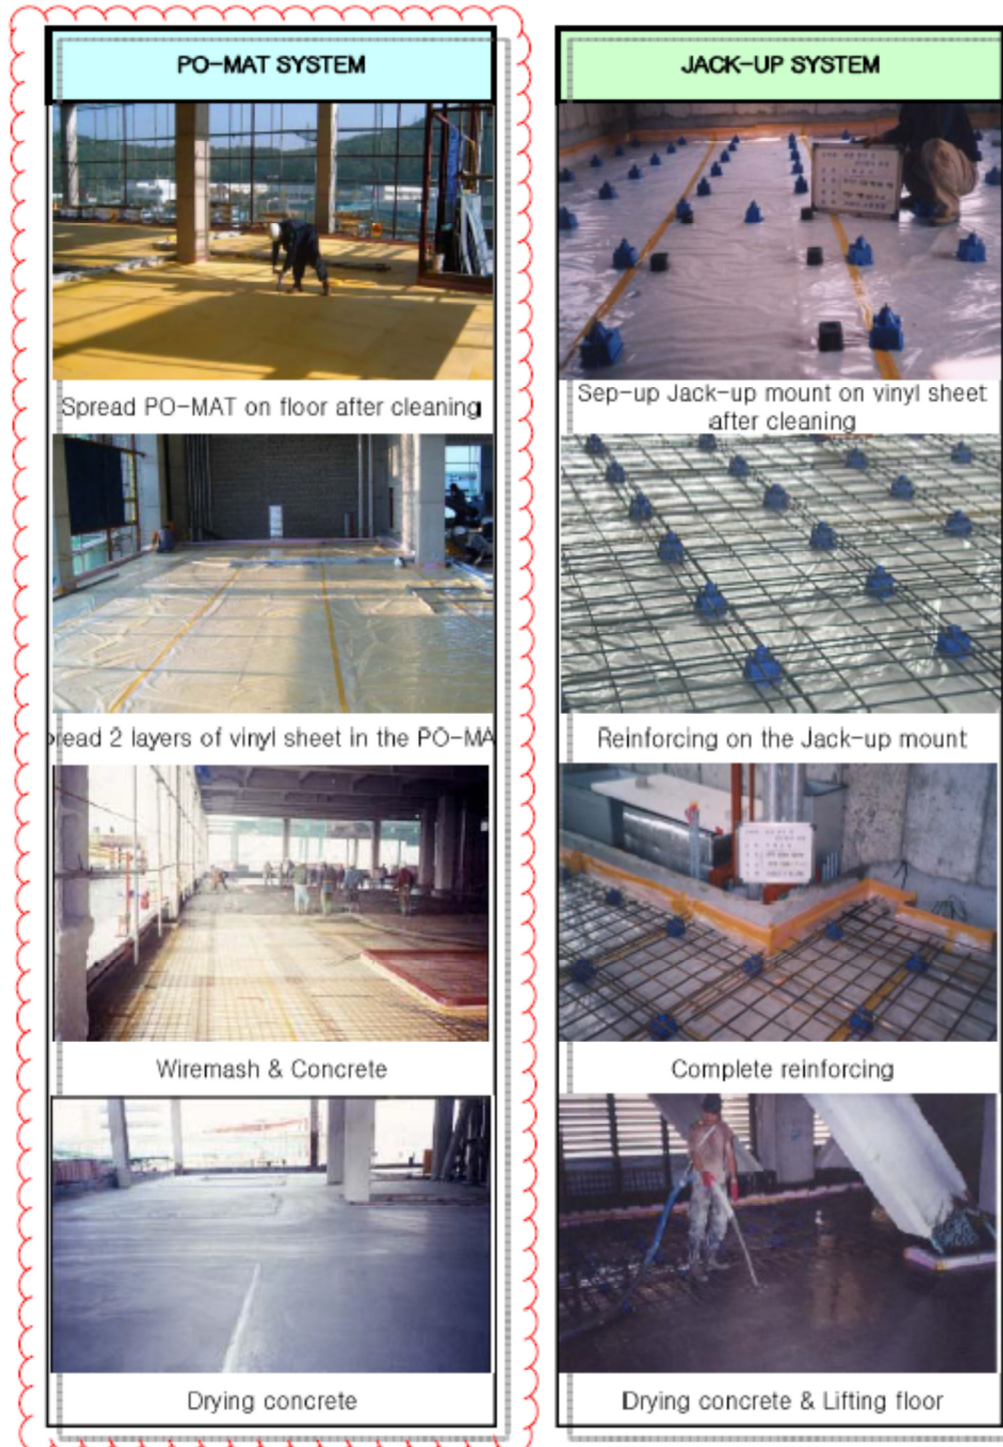 PO-MAT SYSTEM
Spread PO-MAT on floor after cleaning
read 2 layers of vinyl sheet in the PO-MA
Wiremash & Concrete
Drying concrete
JACK-UP SYSTEM
Sep-up Jack-up mount on vinyl sheet
after cleaning
Reinforcing on the Jack-up mount
Complete reinforcing
Drying concrete & Lifting floor